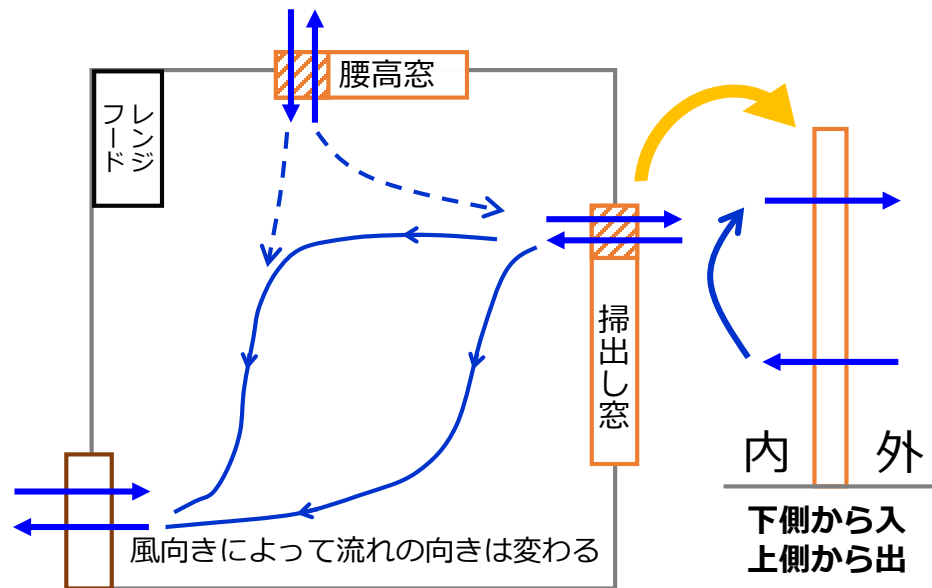 腰高窓
レンジ
フード
掃出し窓
内
外
下側から入
上側から出
風向きによって流れの向きは変わる